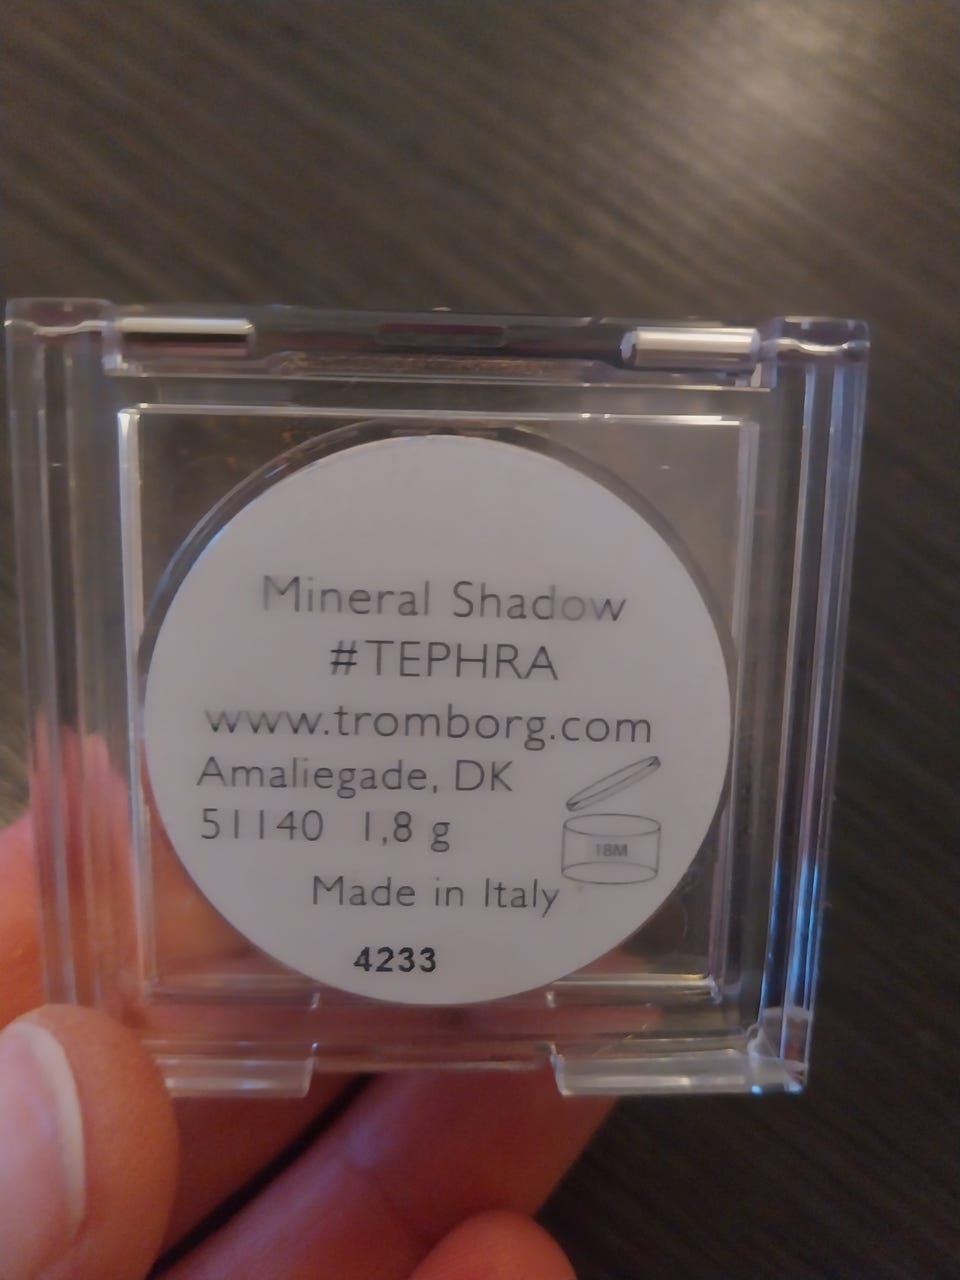 Mineral Shadow
#TEPHRA
www.tromborg.com
Amaliegade, DK
51140 1,8 g
18M
Made in Italy
4233